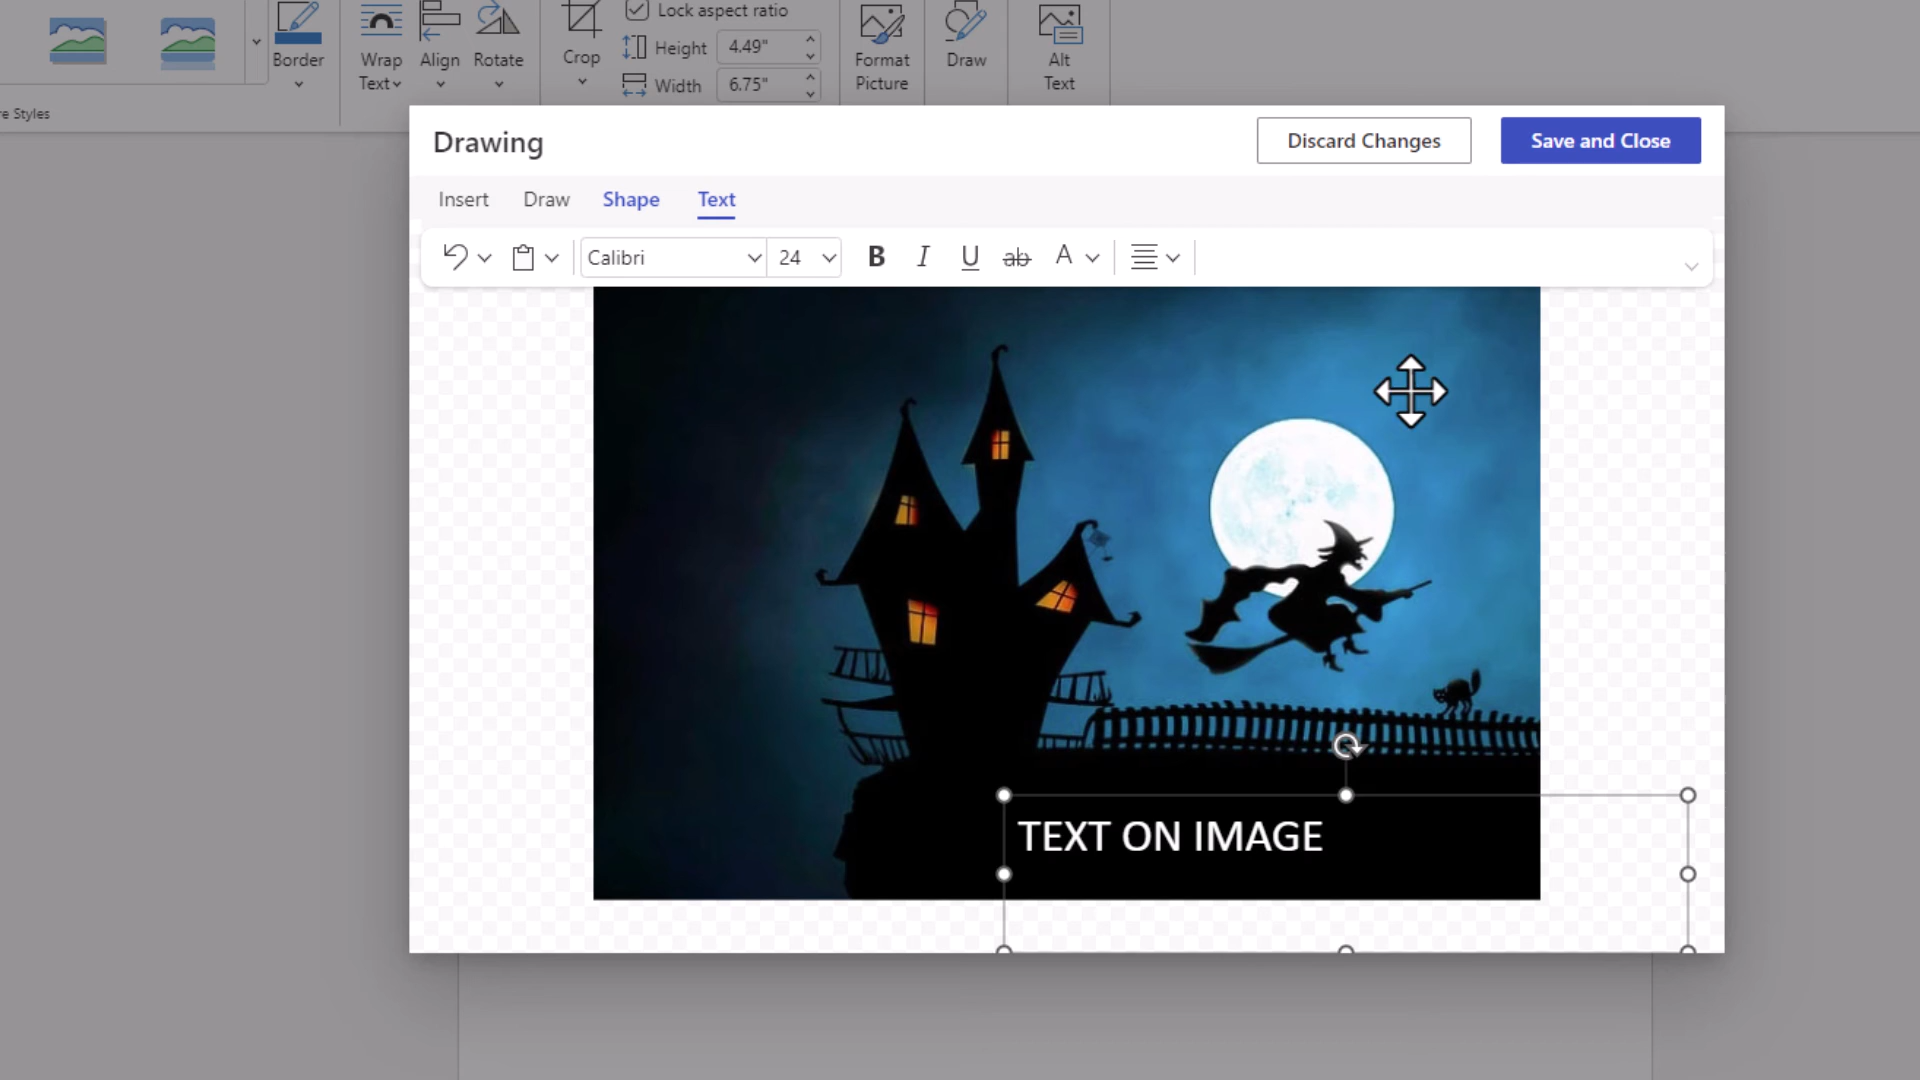 Lock aspect ratio
Height 4.49"
Width 6.75"
Border
Wrap Text
Align
Rotate
Crop
Format Picture
Draw
Alt Text
Styles
Drawing
Discard Changes
Save and Close
Insert Draw Shape Text
Calibri 24 B I U ab A
TEXT ON IMAGE